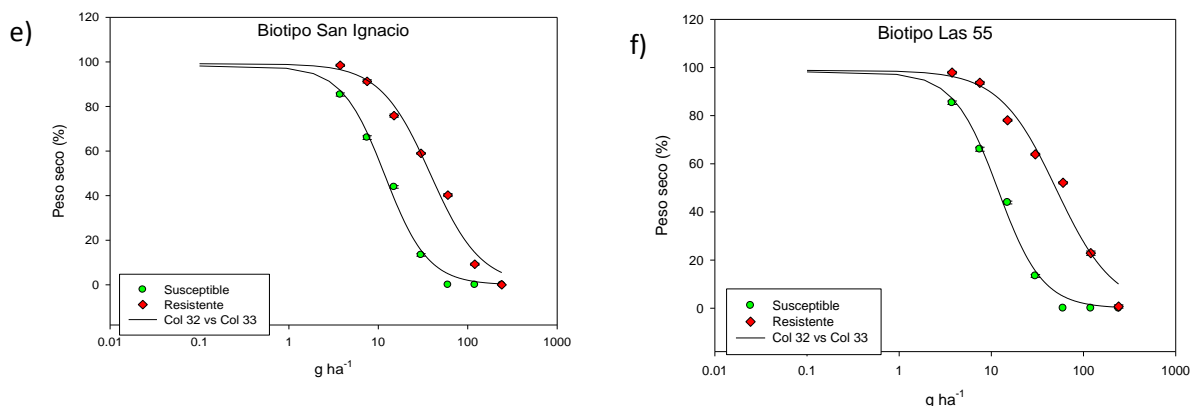 e)
Biotipo San Ignacio
120
100
80
60
40
20
0
Peso seco (%)
Susceptible
Resistente
Col 32 vs Col 33
0.01 0.1 1 10 100 1000
g ha-1
f)
Biotipo Las 55
120
100
80
60
40
20
0
Peso seco (%)
Susceptible
Resistente
Col 32 vs Col 33
0.01 0.1 1 10 100 1000
g ha-1